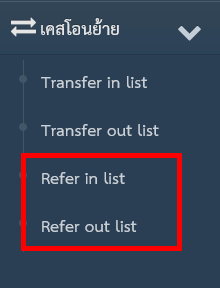 เคสโอนย้าย
Transfer in list
Transfer out list
Refer in list
Refer out list